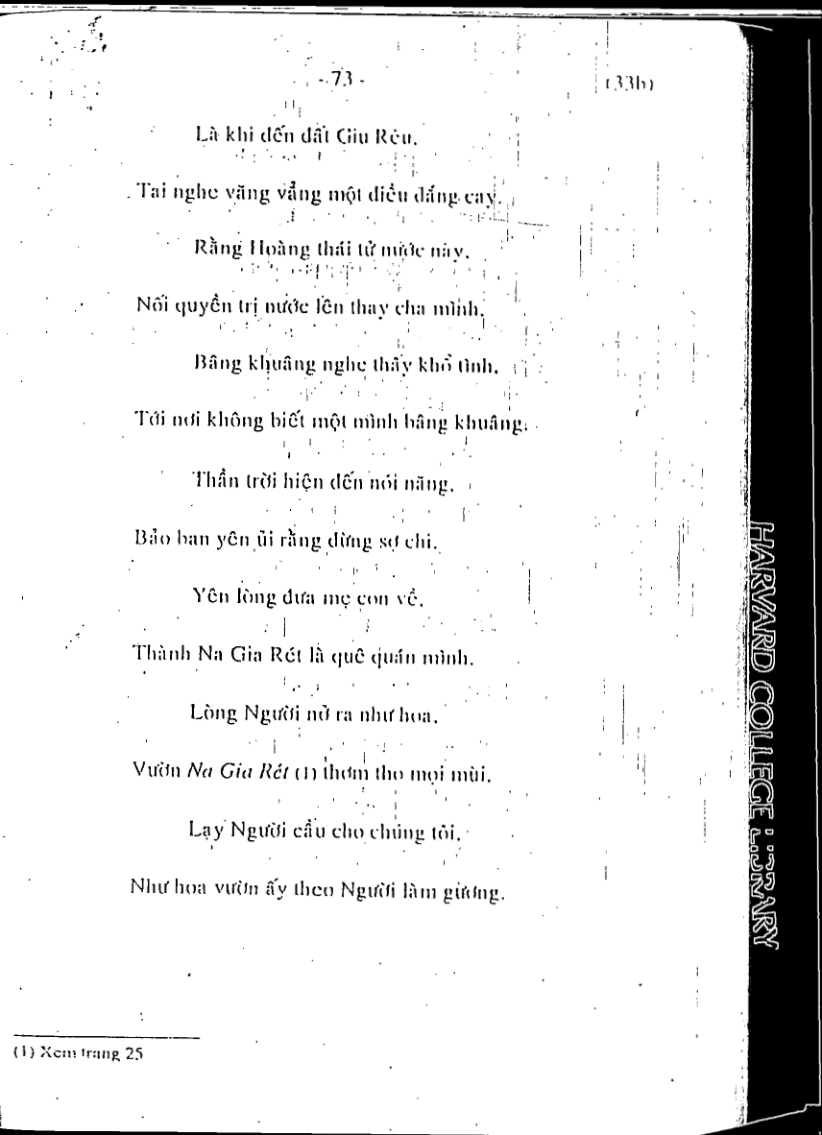 - 73 -
(33b)
Là khi đến đất Giu Rêu.
Tai nghe văng vẳng một điều đắng cay.
Rằng Hoàng thái tử nước này.
Nối quyền trị nước lên thay cha mình.
Bâng khuâng nghe thấy khổ tình.
Tới nơi không biết một mình bâng khuâng.
Thần trời hiện đến nói năng.
Bảo ban yên ủi rằng đừng sợ chi.
Yên lòng đưa mẹ con về.
Thành Na Gia Rét là quê quán mình.
Lòng Người nở ra như hoa.
Vườn Na Gia Rét (1) thơm tho mọi mùi.
Lạy Người cầu cho chúng tôi.
Như hoa vườn ấy theo Người làm gương.
(1) Xem trang 25
HARVARD COLLEGE LIBRARY